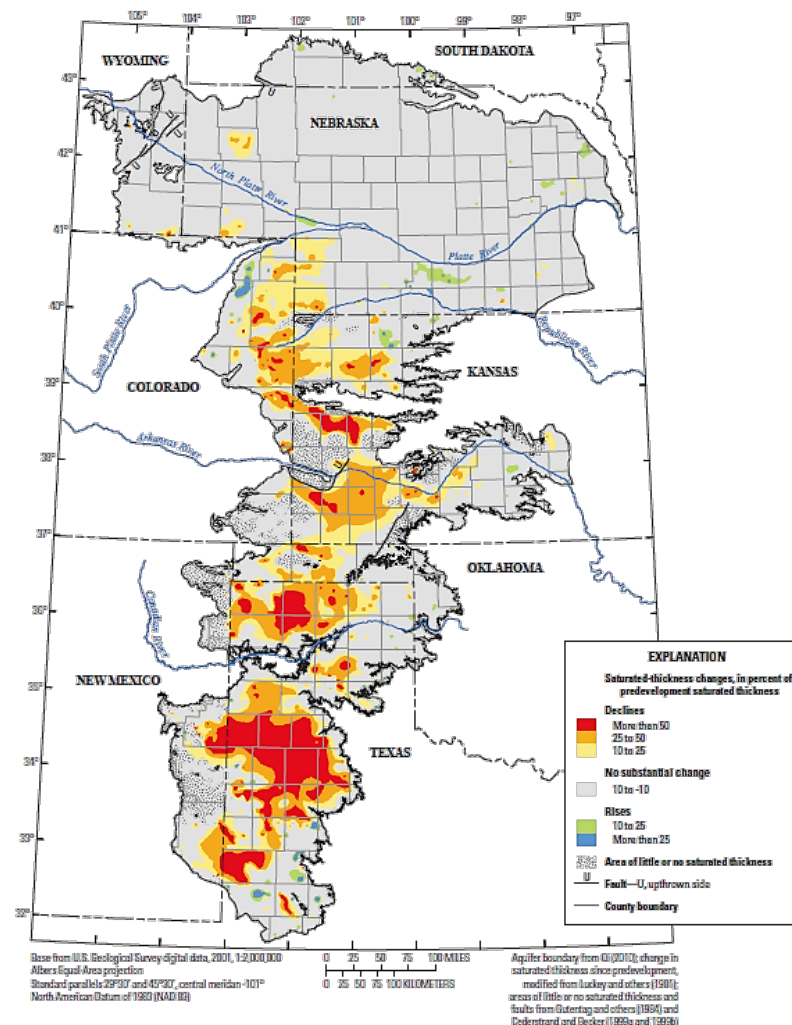 105° 104° 103° 102° 101° 100° 99° 98° 97°
WYOMING
SOUTH DAKOTA
43°
U
NEBRASKA
42°
North Platte River
41°
Platte River
40°
South Platte River
Republican River
39°
COLORADO
KANSAS
Arkansas River
38°
U
37°
OKLAHOMA
36°
Canadian River
35°
NEW MEXICO
TEXAS
34°
33°
32°
EXPLANATION
Saturated-thickness changes, in percent of
predevelopment saturated thickness
Declines
More than 50
25 to 50
10 to 25
No substantial change
10 to -10
Rises
10 to 25
More than 25
Area of little or no saturated thickness
U
Fault—U, upthrown side
County boundary
Base from U.S. Geological Survey digital data, 2001, 1:2,000,000
Albers Equal-Area projection
Standard parallels 29°30' and 45°30', central meridian -101°
North American Datum of 1983 (NAD 83)
0 25 50 75 100 MILES
0 25 50 75 100 KILOMETERS
Aquifer boundary from Qi (2010); change in
saturated thickness since predevelopment,
modified from Luckey and others (1981);
areas of little or no saturated thickness and
faults from Gutentag and others (1984) and
Cederstrand and Becker (1999a and 1999b)